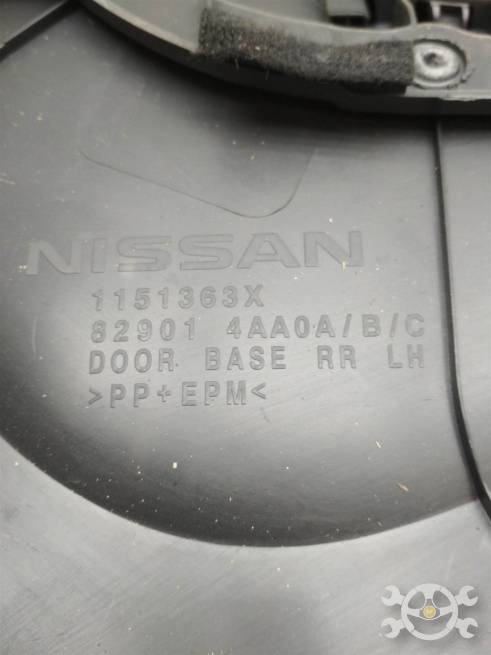 NISSAN
1151363X
82901 4AA0A/B/C
DOOR BASE RR LH
>PP+EPM<